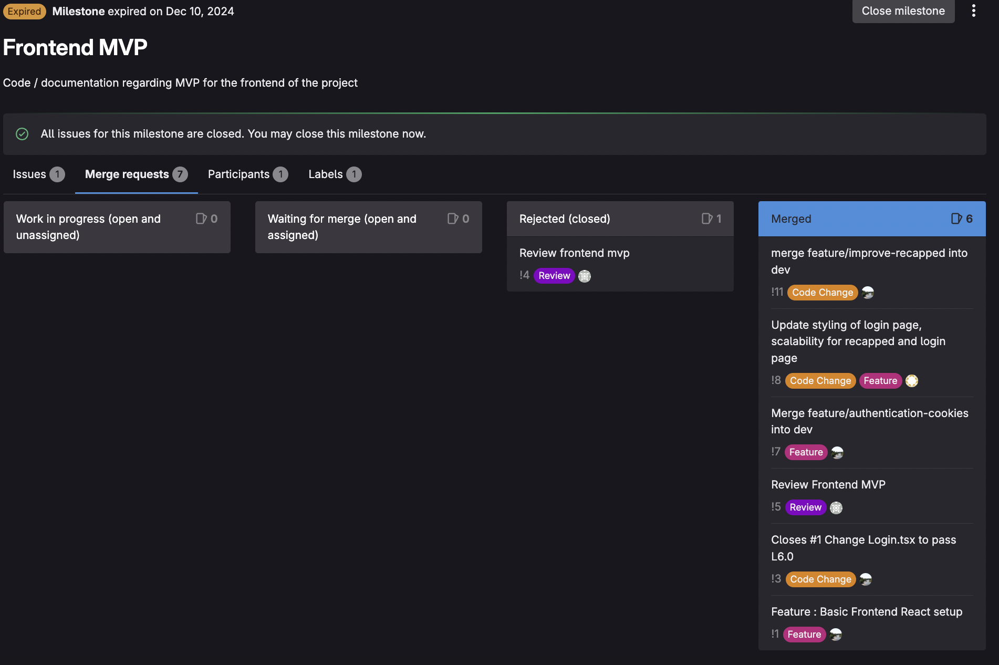 Expired Milestone expired on Dec 10, 2024
Close milestone
Frontend MVP
Code / documentation regarding MVP for the frontend of the project
All issues for this milestone are closed. You may close this milestone now.
Issues 1 Merge requests 7 Participants 1 Labels 1
Work in progress (open and
unassigned)
0
Waiting for merge (open and
assigned)
0
Rejected (closed) 1
Review frontend mvp
!4 Review
Merged 6
merge feature/improve-recapped into
dev
!11 Code Change
Update styling of login page,
scalability for recapped and login
page
!8 Code Change Feature
Merge feature/authentication-cookies
into dev
!7 Feature
Review Frontend MVP
!5 Review
Closes #1 Change Login.tsx to pass
L6.0
!3 Code Change
Feature : Basic Frontend React setup
!1 Feature